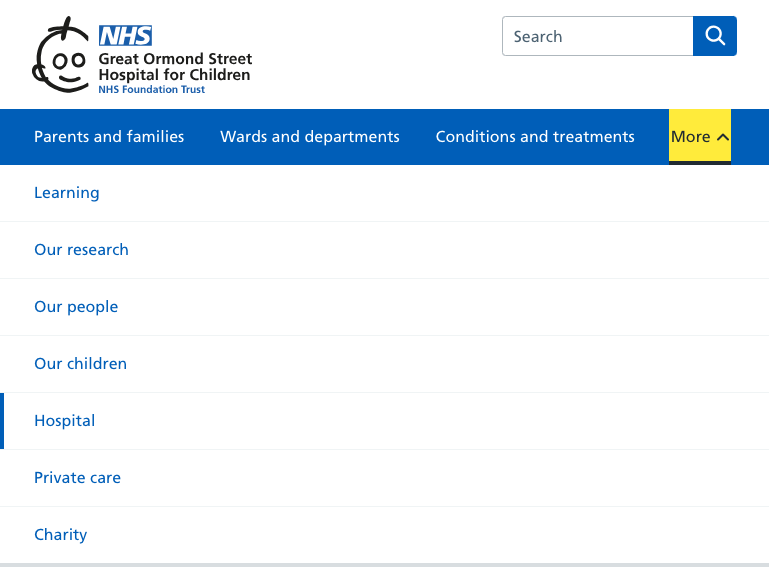 NHS
Great Ormond Street
Hospital for Children
NHS Foundation Trust
Search
Parents and families
Wards and departments
Conditions and treatments
More
Learning
Our research
Our people
Our children
Hospital
Private care
Charity